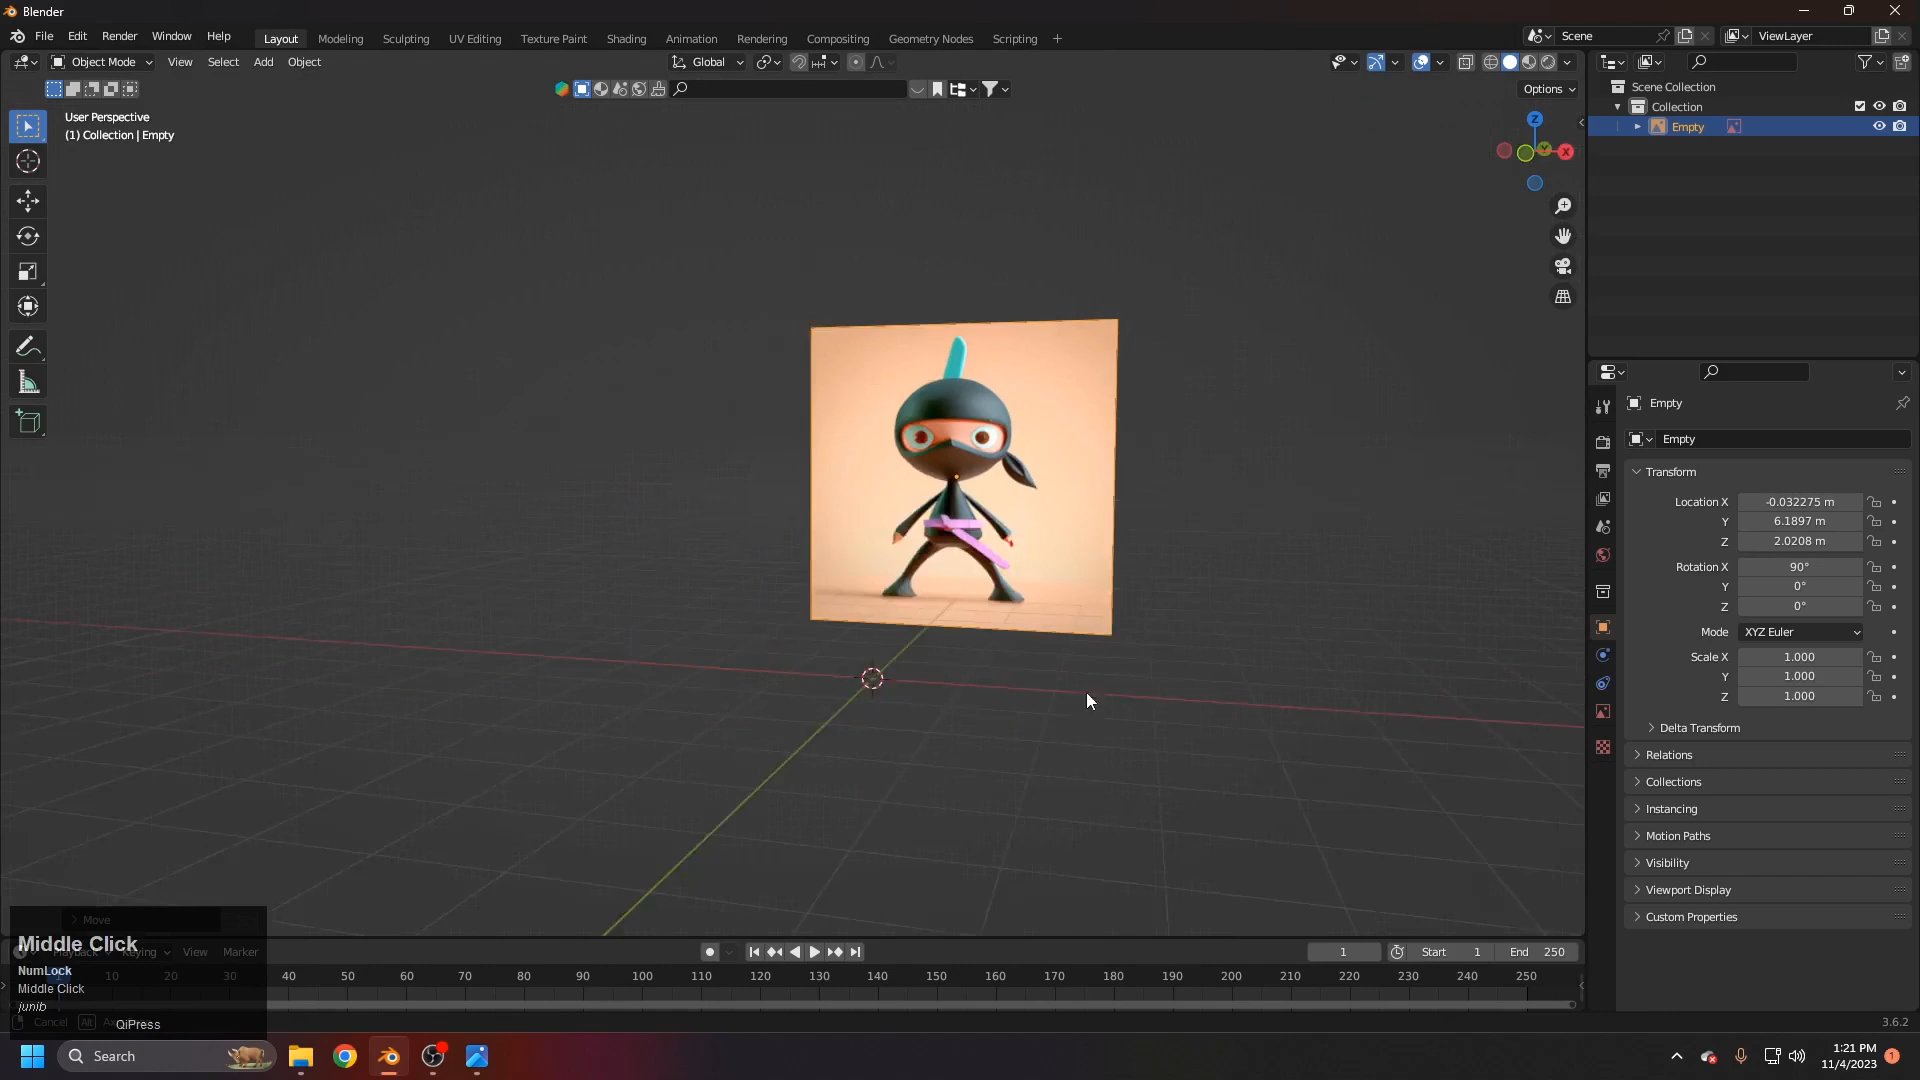 Blender
File Edit Render Window Help
Layout Modeling Sculpting UV Editing Texture Paint Shading Animation Rendering Compositing Geometry Nodes Scripting +
Scene
ViewLayer
Object Mode View Select Add Object
Global
Options
User Perspective
(1) Collection | Empty
Z
Y
X
Scene Collection
Collection
Empty
Empty
Empty
Transform
Location X -0.032275 m
Y 6.1897 m
Z 2.0208 m
Rotation X 90°
Y 0°
Z 0°
Mode XYZ Euler
Scale X 1.000
Y 1.000
Z 1.000
Delta Transform
Relations
Collections
Instancing
Motion Paths
Visibility
Viewport Display
Custom Properties
Move
Middle Click
Playback Keying View Marker
1 Start 1 End 250
NumLock
Middle Click
junib
QiPress
10 20 30 40 50 60 70 80 90 100 110 120 130 140 150 160 170 180 190 200 210 220 230 240 250
Cancel Alt
3.6.2
Search
1:21 PM
11/4/2023
1